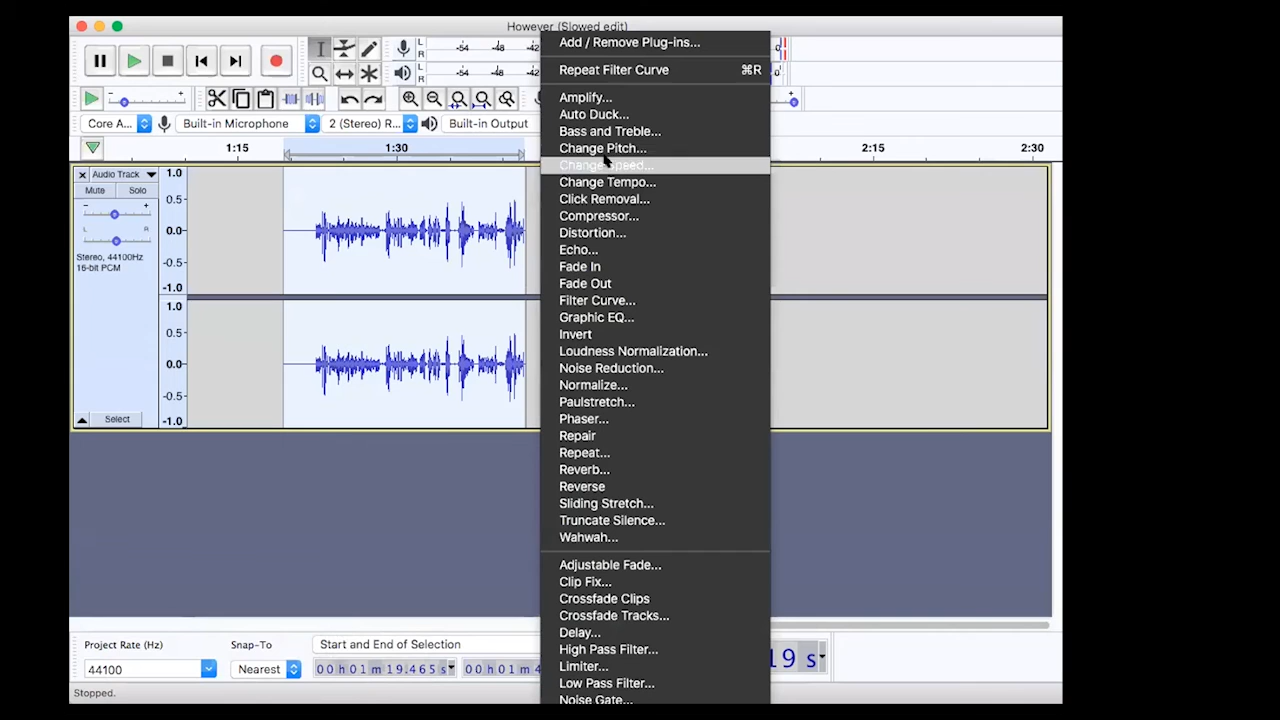 However (Slowed edit)
Add / Remove Plug-ins...
L
R
-54 -48
L
R
-54 -48
Repeat Filter Curve ⌘R
Amplify...
Auto Duck...
Bass and Treble...
Change Pitch...
Change Speed...
Change Tempo...
Click Removal...
Compressor...
Distortion...
Echo...
Fade In
Fade Out
Filter Curve...
Graphic EQ...
Invert
Loudness Normalization...
Noise Reduction...
Normalize...
Paulstretch...
Phaser...
Repair
Repeat...
Reverb...
Reverse
Sliding Stretch...
Truncate Silence...
Wahwah...
Adjustable Fade...
Clip Fix...
Crossfade Clips
Crossfade Tracks...
Delay...
High Pass Filter...
Limiter...
Low Pass Filter...
Noise Gate...
Core A... Built-in Microphone 2 (Stereo) R... Built-in Output
1:15 1:30 2:15 2:30
Audio Track
Mute Solo
- +
L R
Stereo, 44100Hz
16-bit PCM
Select
1.0
0.5
0.0
-0.5
-1.0
1.0
0.5
0.0
-0.5
-1.0
Project Rate (Hz) Snap-To Start and End of Selection
44100 Nearest 00 h 01 m 19.465 s 00 h 01 m 4
19 s
Stopped.